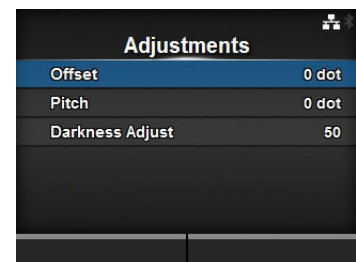 Adjustments
Offset 0 dot
Pitch 0 dot
Darkness Adjust 50